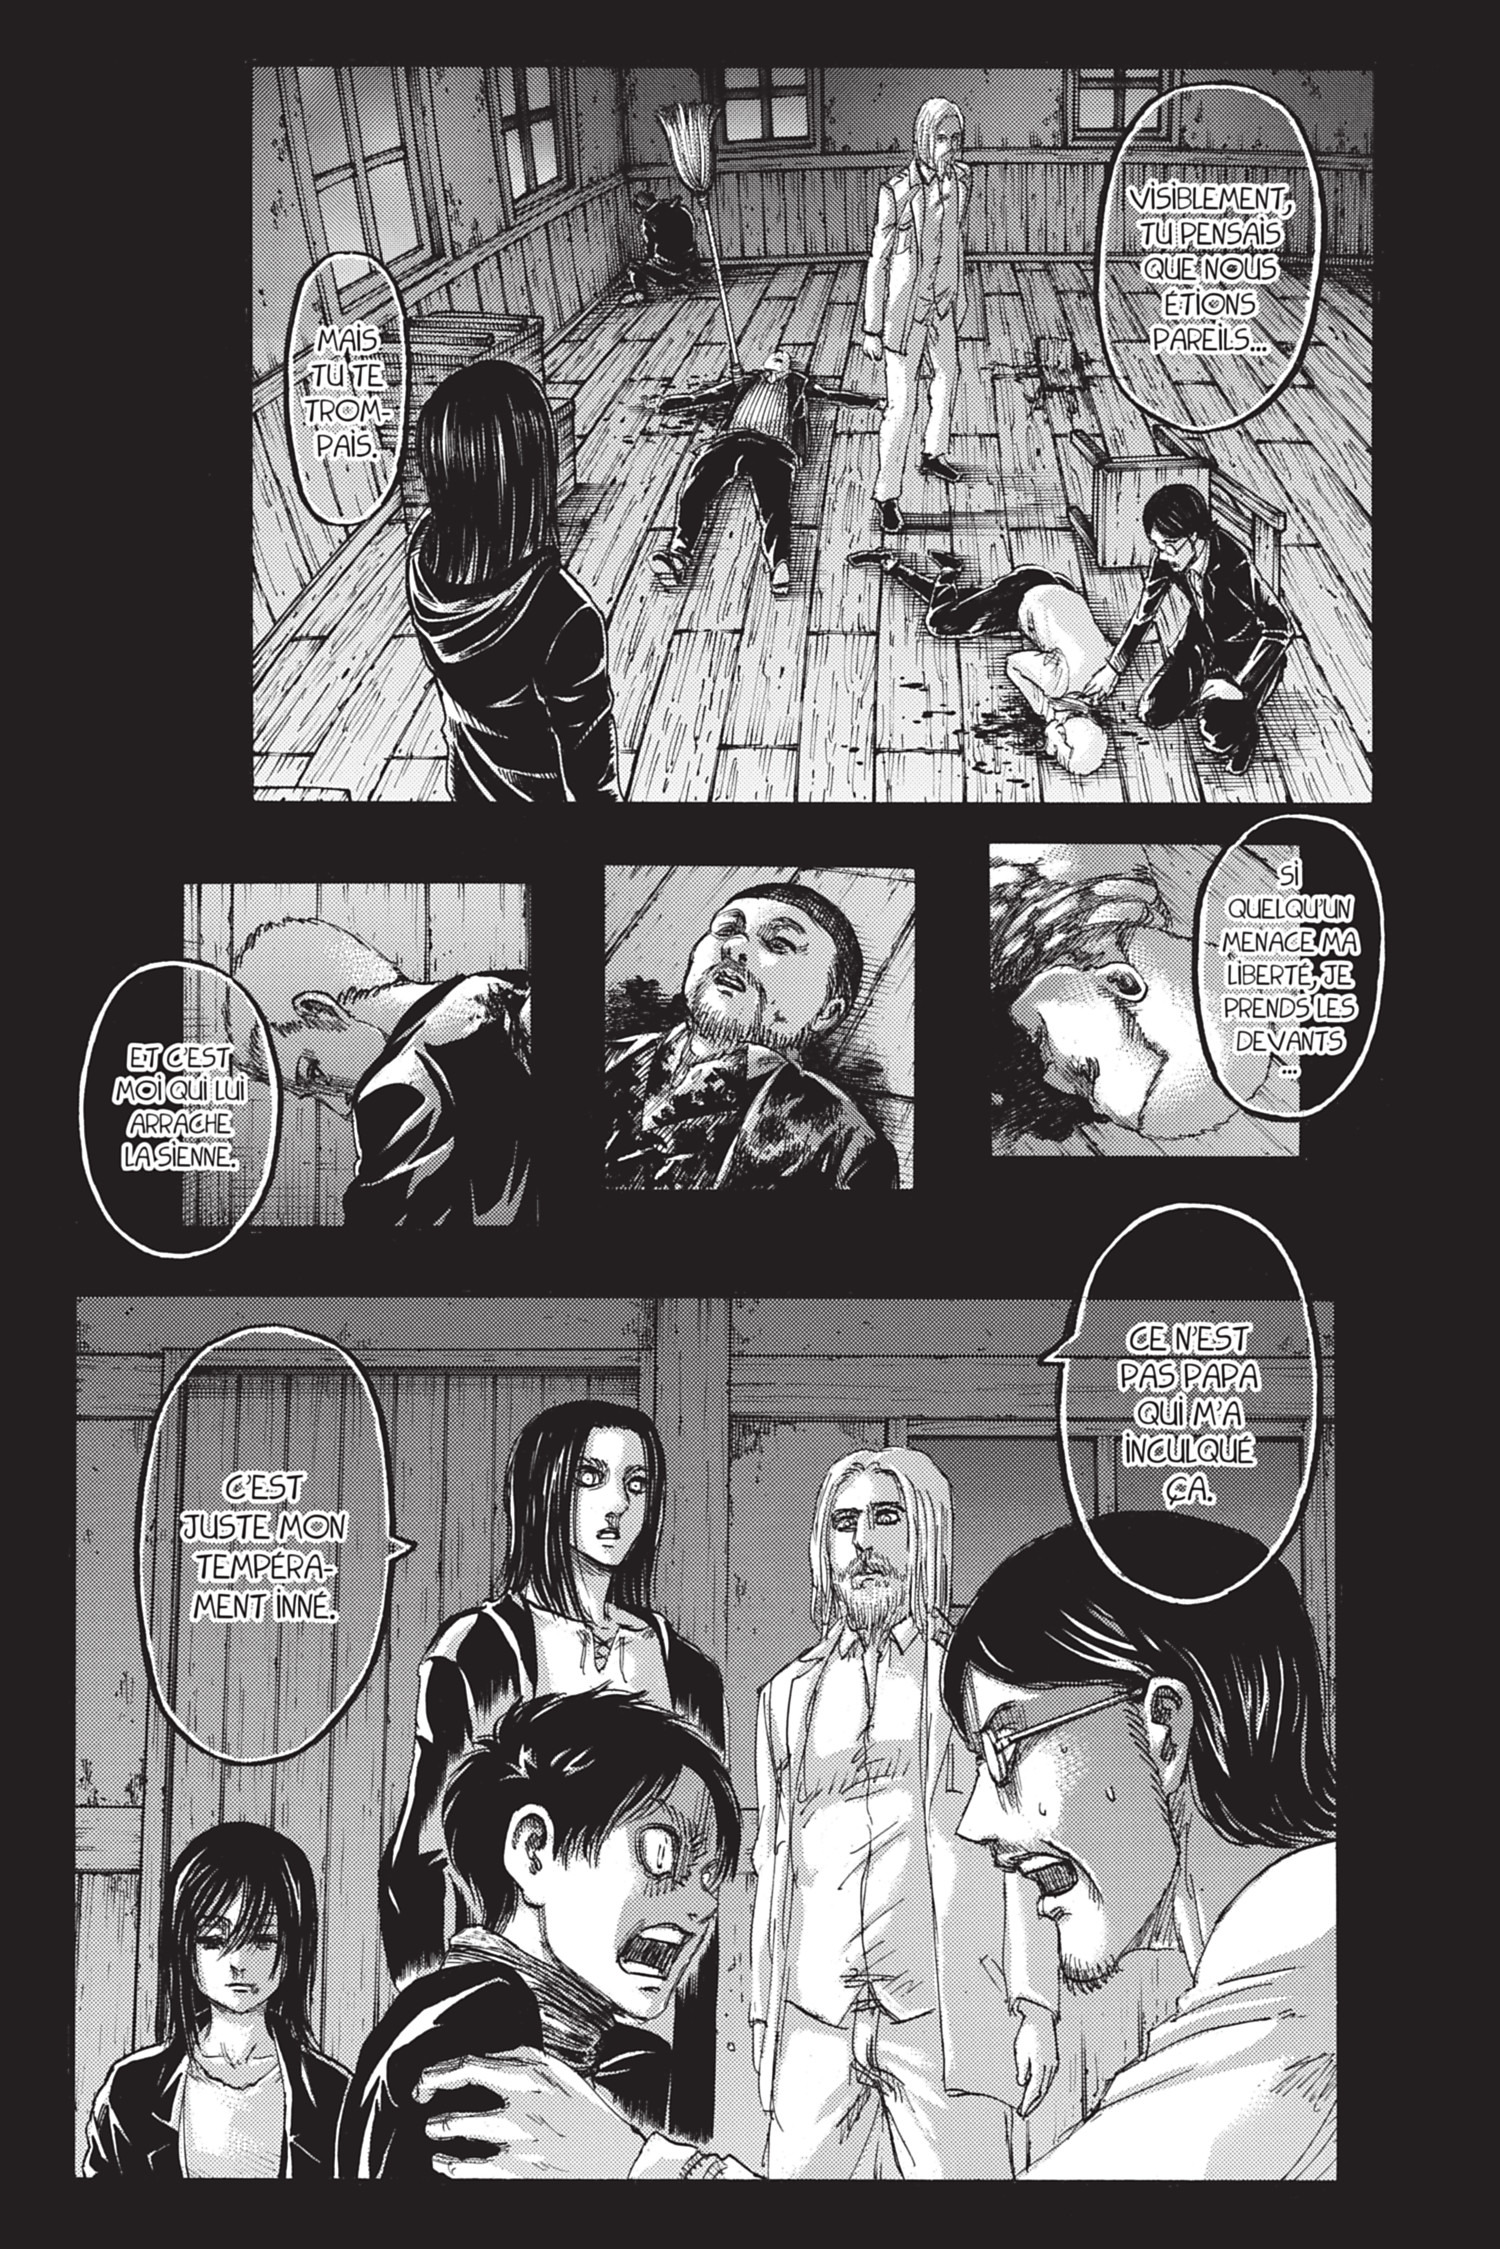 VISIBLEMENT,
TU PENSAIS
QUE NOUS
ÉTIONS
PAREILS...
MAIS
TU TE
TROM-
PAIS.
SI
QUELQU'UN
MENACE MA
LIBERTÉ, JE
PRENDS LES
DEVANTS
...
ET C'EST
MOI QUI LUI
ARRACHE
LA SIENNE.
CE N'EST
PAS PAPA
QUI M'A
INCULQUÉ
ÇA.
C'EST
JUSTE MON
TEMPÉRA-
MENT INNÉ.